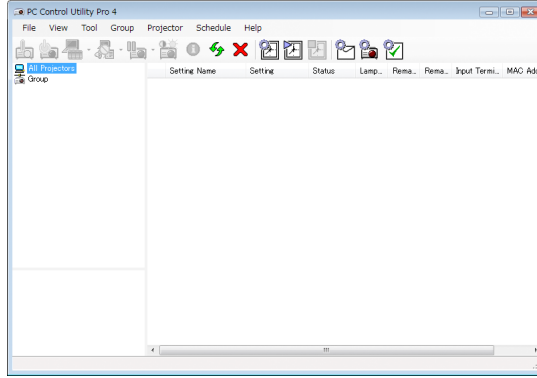 PC Control Utility Pro 4
File View Tool Group Projector Schedule Help
Setting Name Setting Status Lamp... Rema... Rema... Input Termi... MAC Add
All Projectors
Group